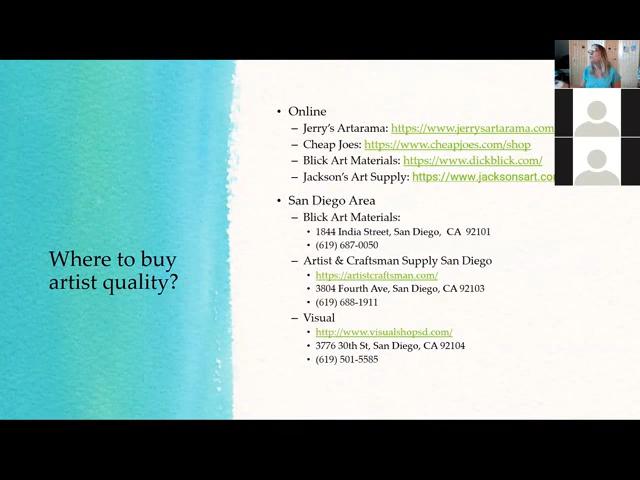 Where to buy
artist quality?
• Online
– Jerry's Artarama: https://www.jerrysartarama.com
– Cheap Joes: https://www.cheapjoes.com/shop
– Blick Art Materials: https://www.dickblick.com/
– Jackson's Art Supply: https://www.jacksonsart.co
• San Diego Area
– Blick Art Materials:
• 1844 India Street, San Diego, CA 92101
• (619) 687-0050
– Artist & Craftsman Supply San Diego
• https://artistcraftsman.com/
• 3804 Fourth Ave, San Diego, CA 92103
• (619) 688-1911
– Visual
• http://www.visualshopsd.com/
• 3776 30th St, San Diego, CA 92104
• (619) 501-5585